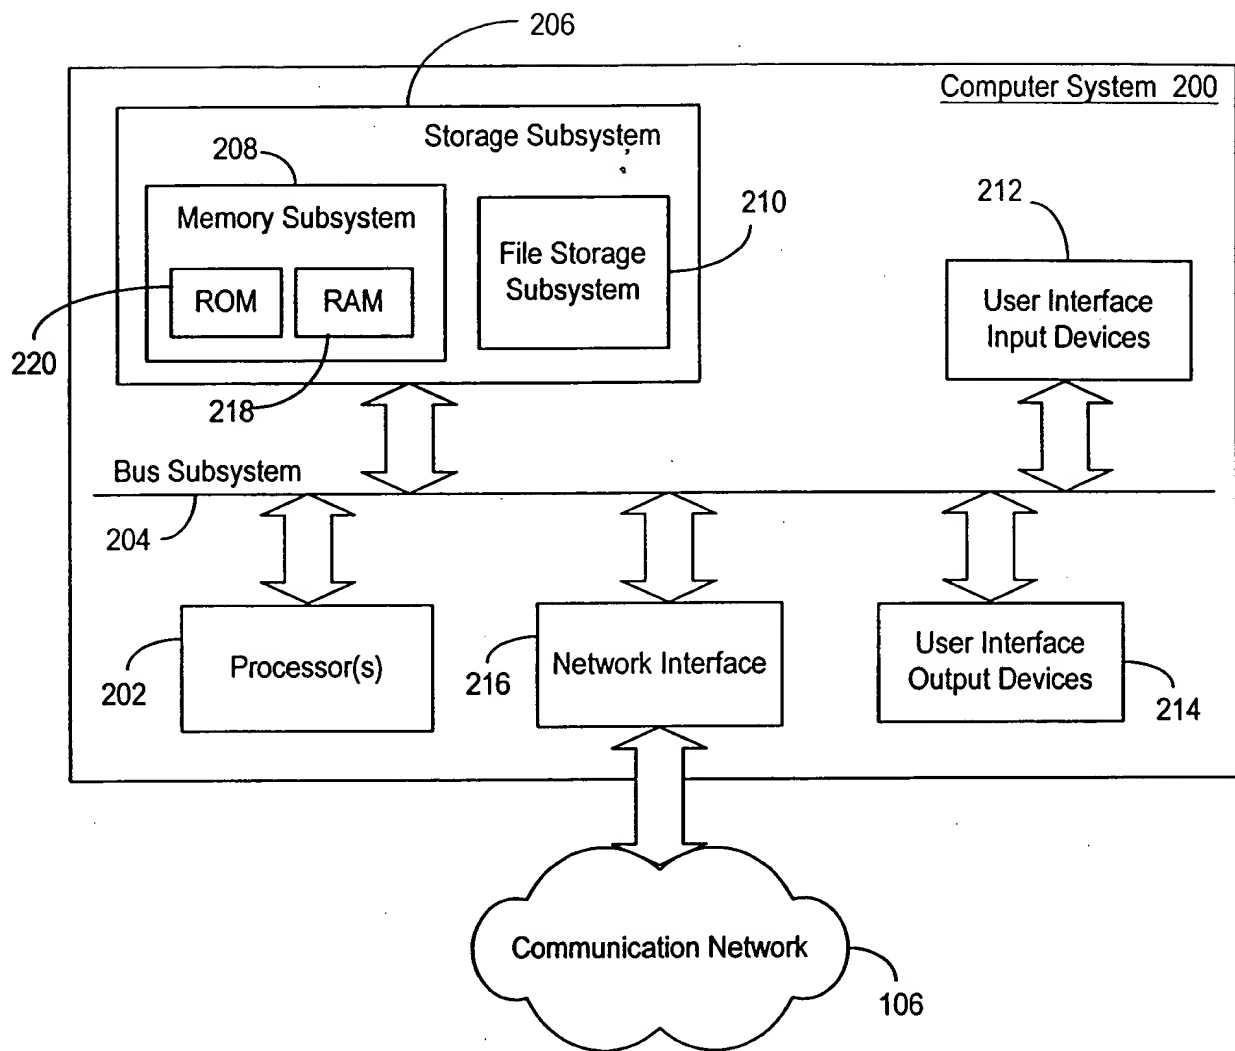 206
Computer System 200
Storage Subsystem
208
Memory Subsystem
210
212
File Storage
Subsystem
User Interface
Input Devices
ROM
RAM
220
218
Bus Subsystem
204
Processor(s)
202
Network Interface
216
User Interface
Output Devices
214
Communication Network
106